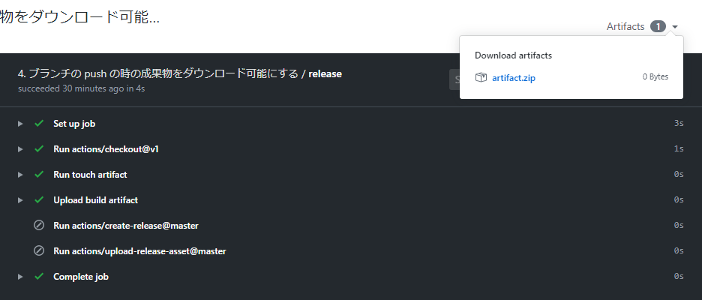 物をダウンロード可能...
Artifacts 1
Download artifacts
artifact.zip 0 Bytes
4. ブランチの push の時の成果物をダウンロード可能にする / release
succeeded 30 minutes ago in 4s
S
Set up job 3s
Run actions/checkout@v1 1s
Run touch artifact 0s
Upload build artifact 0s
Run actions/create-release@master 0s
Run actions/upload-release-asset@master 0s
Complete job 0s